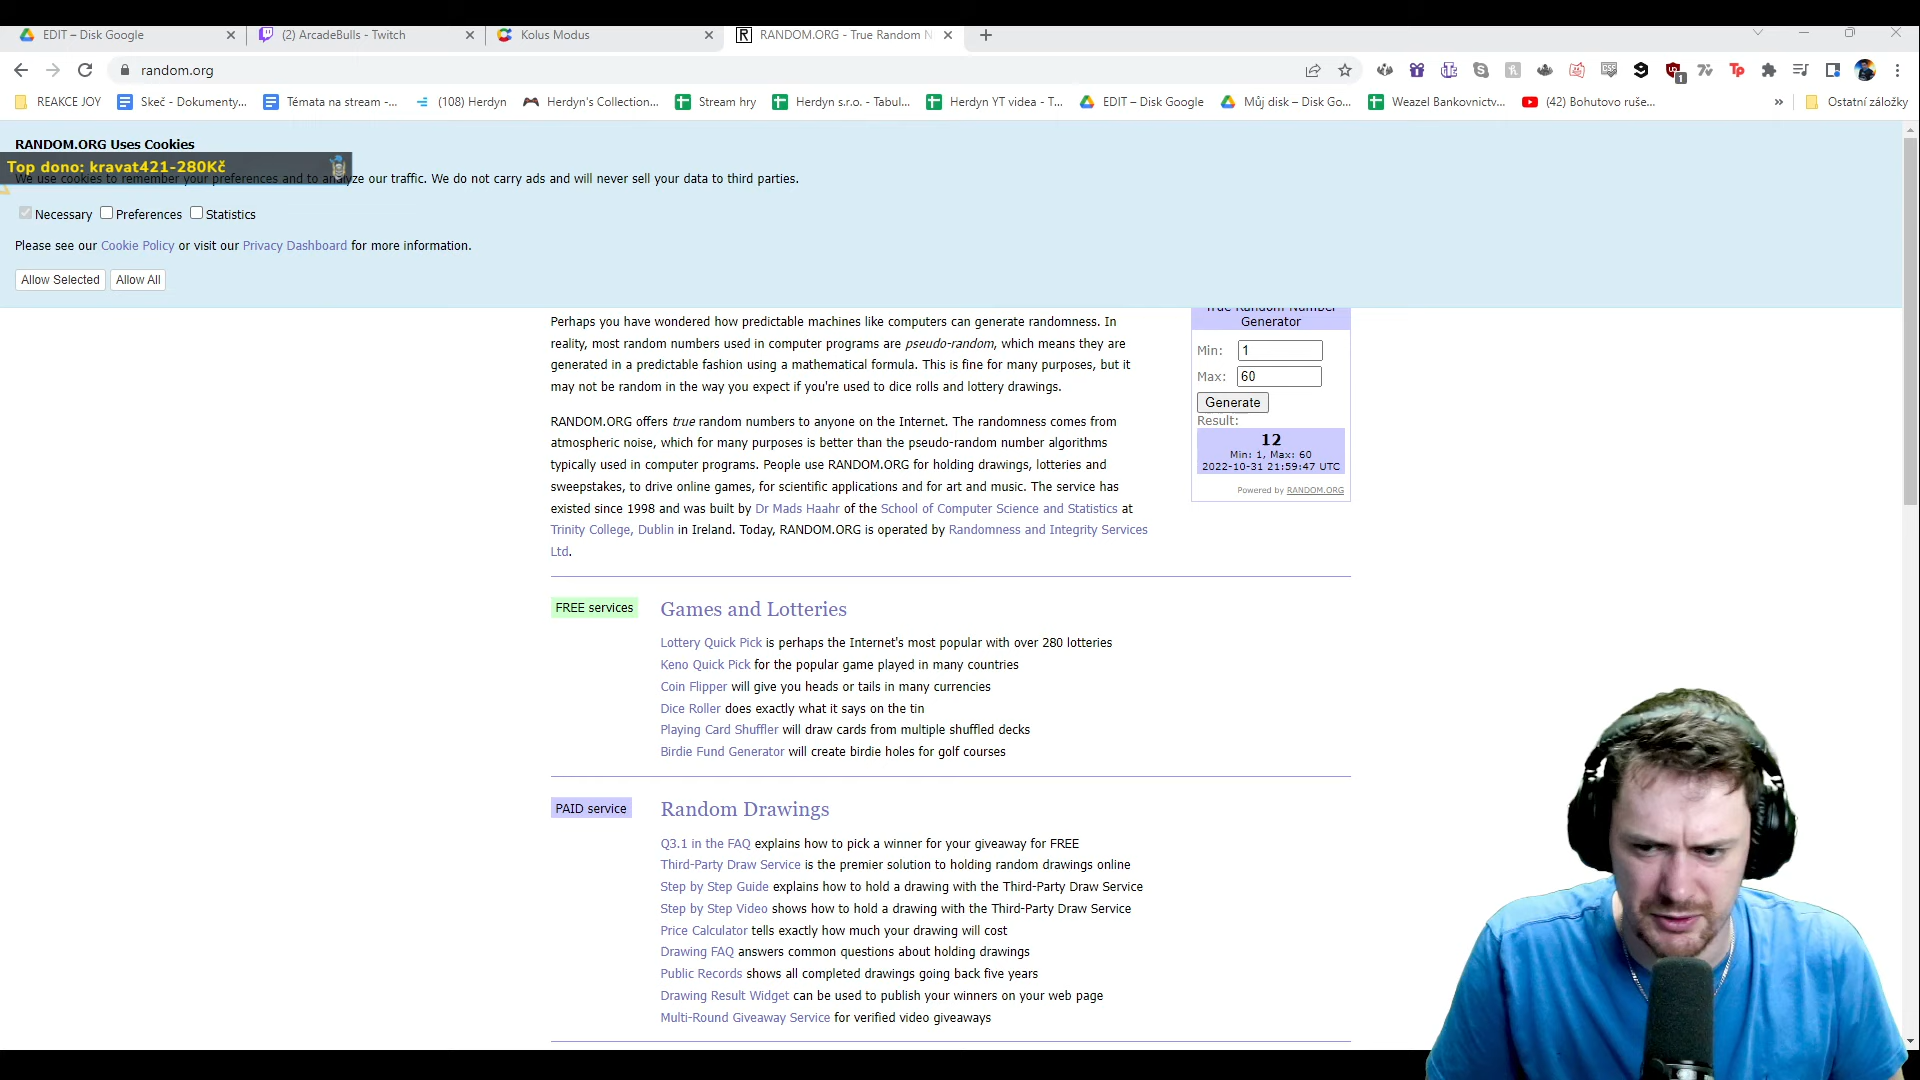 EDIT – Disk Google
(2) ArcadeBulls - Twitch
Kolus Modus
RANDOM.ORG - True Random N
random.org
REAKCE JOY
Skeč - Dokumenty...
Témata na stream -...
(108) Herdyn
Herdyn's Collection...
Stream hry
Herdyn s.r.o. - Tabul...
Herdyn YT videa - T...
EDIT – Disk Google
Můj disk – Disk Go...
Weazel Bankovnictv...
(42) Bohutovo ruše...
»
Ostatní záložky
RANDOM.ORG Uses Cookies
Top dono: kravat421-280Kč
We use cookies to remember your preferences and to analyze our traffic. We do not carry ads and will never sell your data to third parties.
Necessary Preferences Statistics
Please see our Cookie Policy or visit our Privacy Dashboard for more information.
Allow Selected Allow All
Perhaps you have wondered how predictable machines like computers can generate randomness. In
reality, most random numbers used in computer programs are pseudo-random, which means they are
generated in a predictable fashion using a mathematical formula. This is fine for many purposes, but it
may not be random in the way you expect if you're used to dice rolls and lottery drawings.
RANDOM.ORG offers true random numbers to anyone on the Internet. The randomness comes from
atmospheric noise, which for many purposes is better than the pseudo-random number algorithms
typically used in computer programs. People use RANDOM.ORG for holding drawings, lotteries and
sweepstakes, to drive online games, for scientific applications and for art and music. The service has
existed since 1998 and was built by Dr Mads Haahr of the School of Computer Science and Statistics at
Trinity College, Dublin in Ireland. Today, RANDOM.ORG is operated by Randomness and Integrity Services
Ltd.
True Random Number
Generator
Min: 1
Max: 60
Generate
Result:
12
Min: 1, Max: 60
2022-10-31 21:59:47 UTC
Powered by RANDOM.ORG
FREE services
Games and Lotteries
Lottery Quick Pick is perhaps the Internet's most popular with over 280 lotteries
Keno Quick Pick for the popular game played in many countries
Coin Flipper will give you heads or tails in many currencies
Dice Roller does exactly what it says on the tin
Playing Card Shuffler will draw cards from multiple shuffled decks
Birdie Fund Generator will create birdie holes for golf courses
PAID service
Random Drawings
Q3.1 in the FAQ explains how to pick a winner for your giveaway for FREE
Third-Party Draw Service is the premier solution to holding random drawings online
Step by Step Guide explains how to hold a drawing with the Third-Party Draw Service
Step by Step Video shows how to hold a drawing with the Third-Party Draw Service
Price Calculator tells exactly how much your drawing will cost
Drawing FAQ answers common questions about holding drawings
Public Records shows all completed drawings going back five years
Drawing Result Widget can be used to publish your winners on your web page
Multi-Round Giveaway Service for verified video giveaways